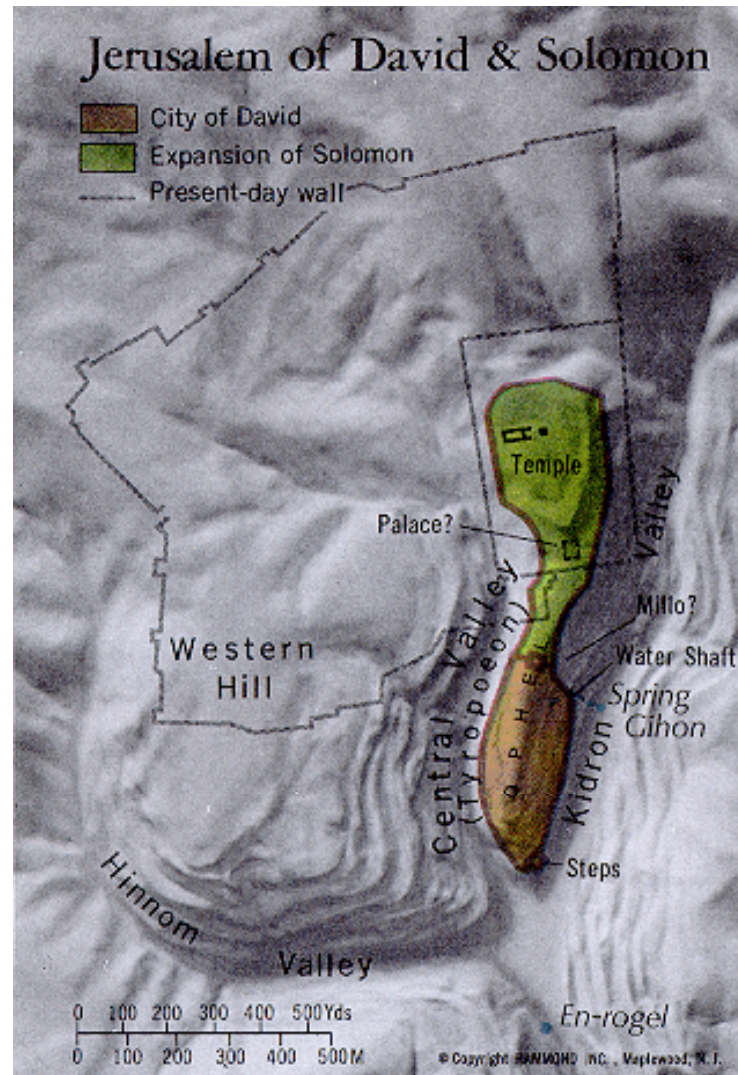 Jerusalem of David & Solomon
City of David
Expansion of Solomon
Present-day wall
Temple
Palace?
Valley
Millo?
Water Shaft
Spring
Gihon
Western
Hill
Central Valley
(Tyropoeon)
OPHEL
Kidron
Steps
Hinnom
Valley
En-rogel
0 100 200 300 400 500 Yds
0 100 200 300 400 500 M
© Copyright HAMMOND INC., Maplewood, N. J.